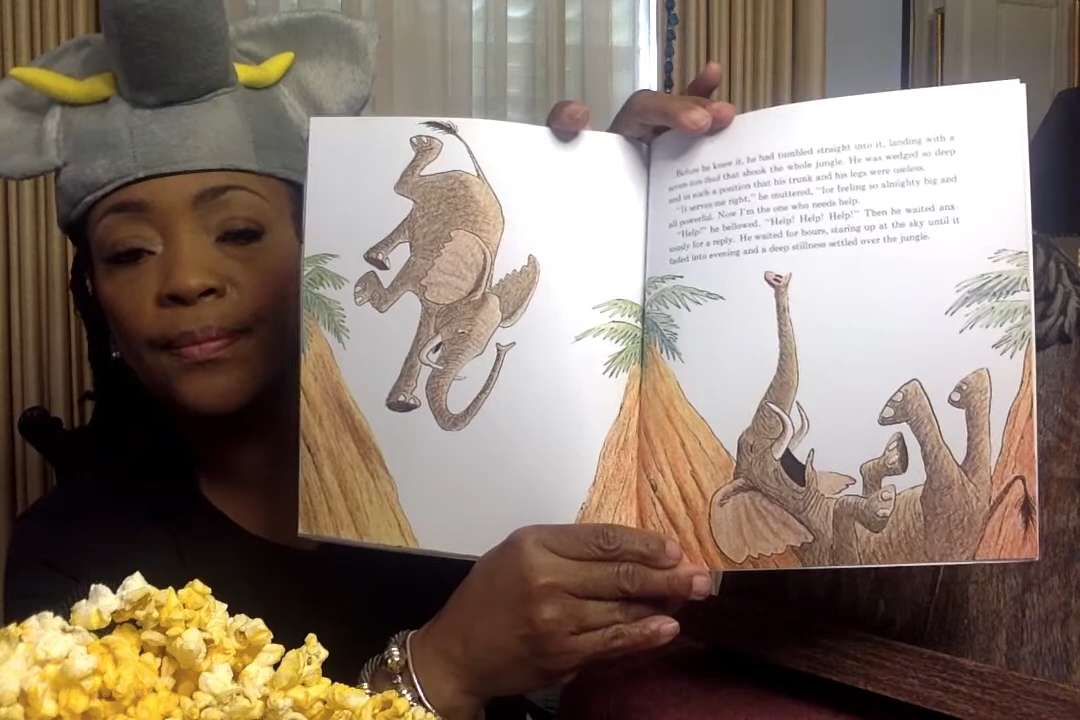 Before he knew it, he had tumbled straight into it, landing with a
seven-ton thud that shook the whole jungle. He was wedged so deep
and in such a position that his trunk and his legs were useless.
"It serves me right," he muttered, "for feeling so almighty big and
all powerful. Now I'm the one who needs help.
"Help!" he bellowed. "Help! Help! Help!" Then he waited anx-
iously for a reply. He waited for hours, staring up at the sky until it
faded into evening and a deep stillness settled over the jungle.